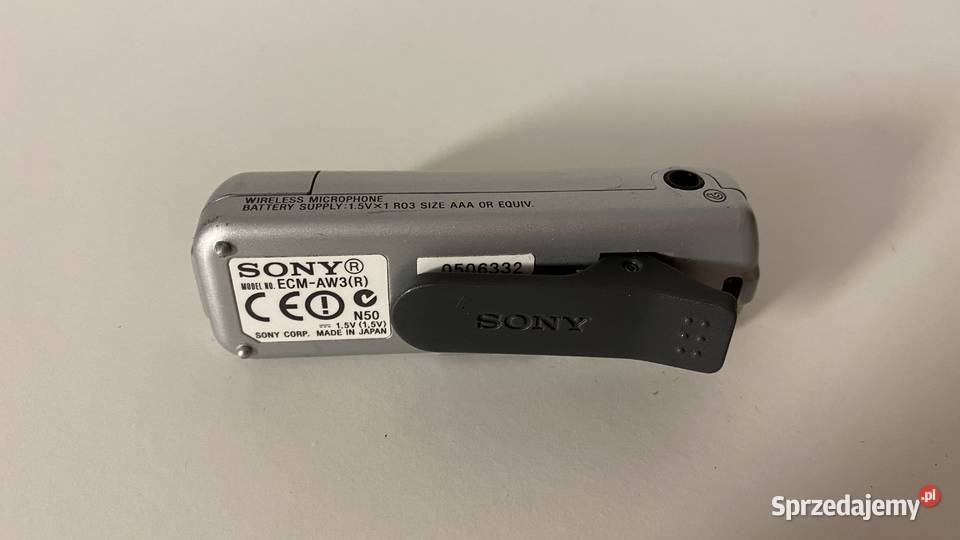 WIRELESS MICROPHONE
BATTERY SUPPLY:1.5V×1 R03 SIZE AAA OR EQUIV.
SONY®
MODEL NO. ECM-AW3(R)
CE
N50
1.5V (1,5V)
SONY CORP. MADE IN JAPAN
0506332
SONY
Sprzedajemy.pl